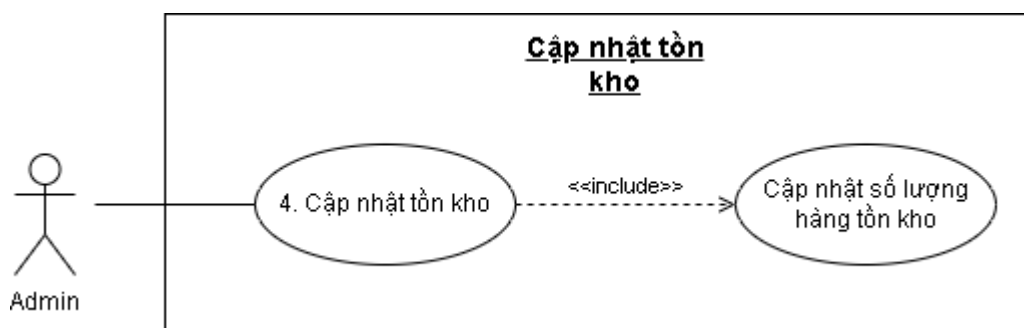 Cập nhật tồn
kho
4. Cập nhật tồn kho
<<include>>
Cập nhật số lượng
hàng tồn kho
Admin